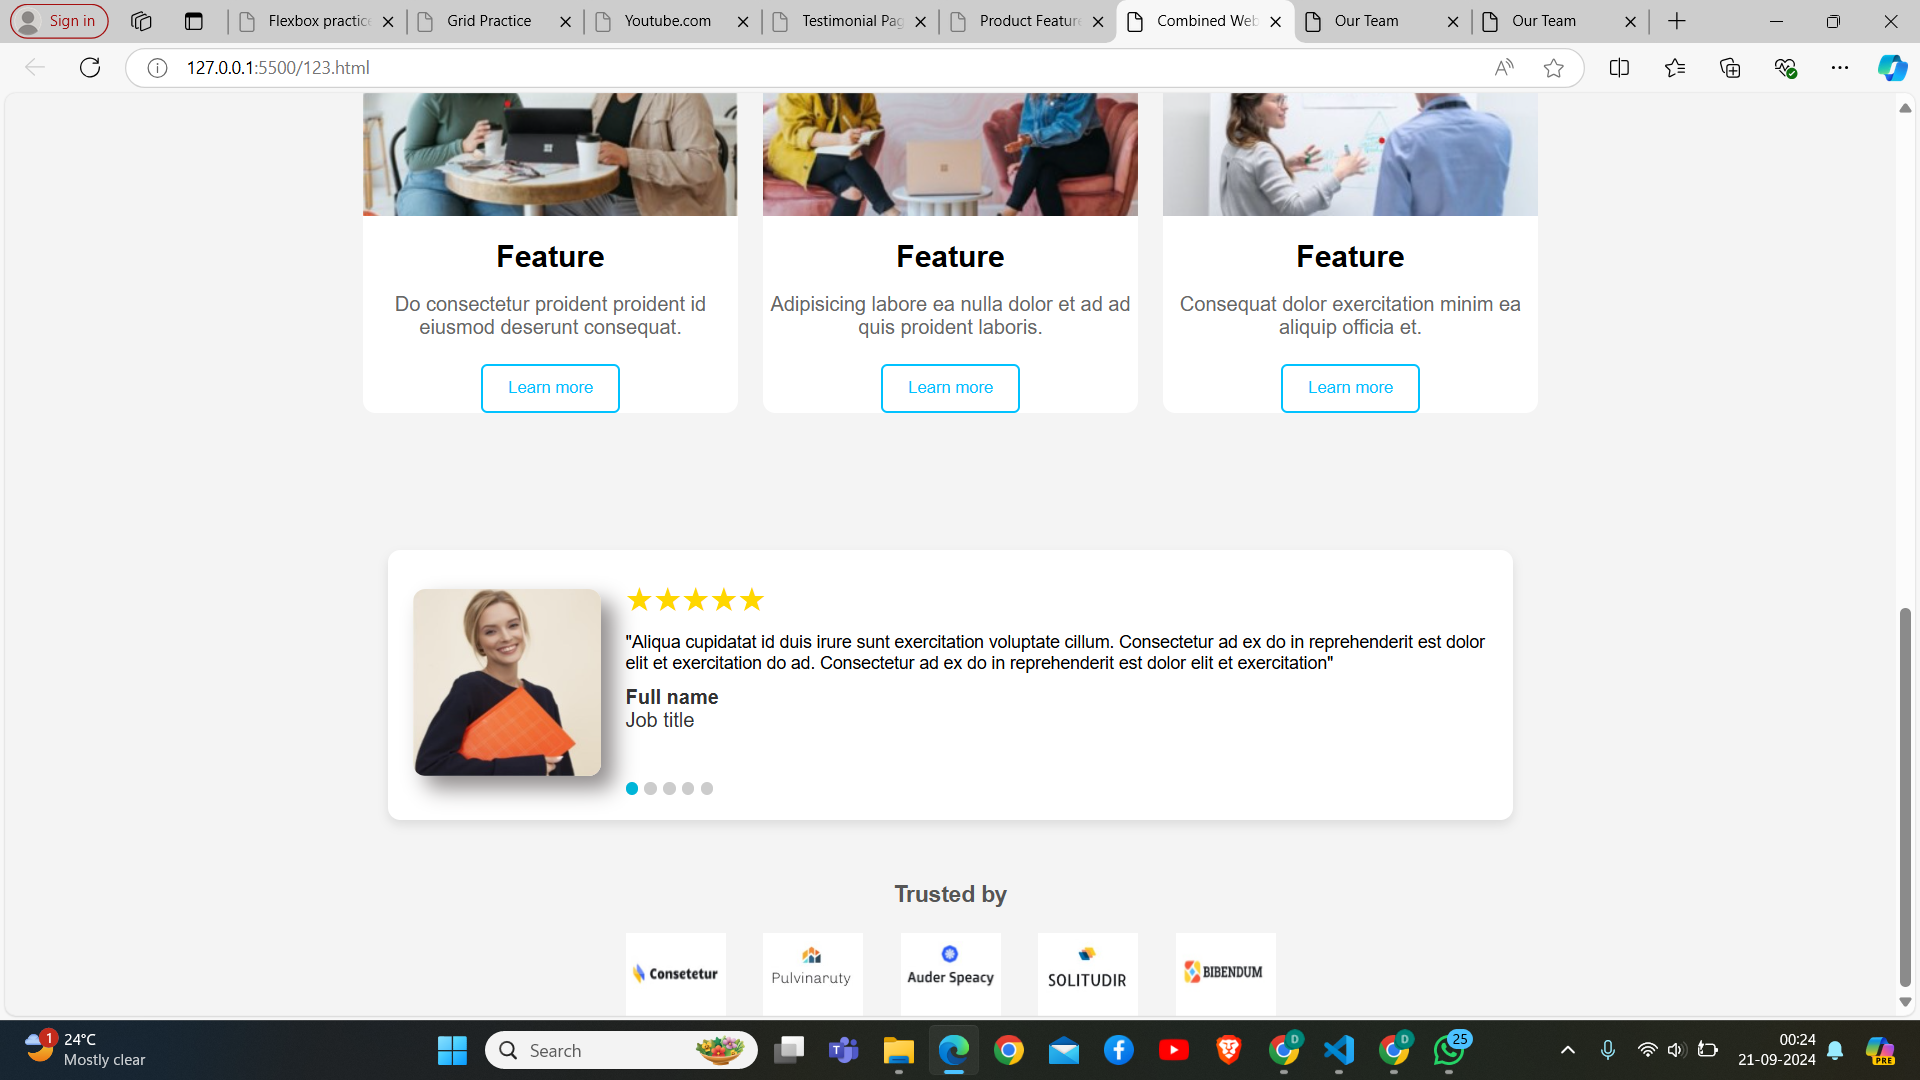 Sign in
Flexbox practice
Grid Practice
Youtube.com
Testimonial Pag
Product Feature
Combined Web
Our Team
Our Team
127.0.0.1:5500/123.html
Feature
Do consectetur proident proident id
eiusmod deserunt consequat.
Learn more
Feature
Adipisicing labore ea nulla dolor et ad ad
quis proident laboris.
Learn more
Feature
Consequat dolor exercitation minim ea
aliquip officia et.
Learn more
"Aliqua cupidatat id duis irure sunt exercitation voluptate cillum. Consectetur ad ex do in reprehenderit est dolor
elit et exercitation do ad. Consectetur ad ex do in reprehenderit est dolor elit et exercitation"
Full name
Job title
Trusted by
Consetetur
Pulvinaruty
Auder Speacy
SOLITUDIR
BIBENDUM
1
24°C
Mostly clear
Search
D
D
25
00:24
21-09-2024
PRE